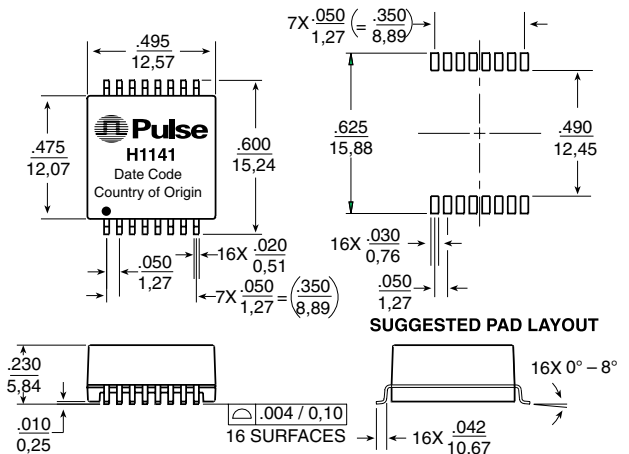 .495
12,57
7X .050 (= .350)
1,27 8,89
Pulse
H1141
Date Code
Country of Origin
.475
12,07
.600
15,24
.625
15,88
.490
12,45
16X .020
0,51
.050
1,27
7X .050 = (.350)
1,27 8,89
16X .030
0,76
.050
1,27
SUGGESTED PAD LAYOUT
.230
5,84
.010
0,25
.004 / 0,10
16 SURFACES
16X 0° – 8°
16X .042
10,67